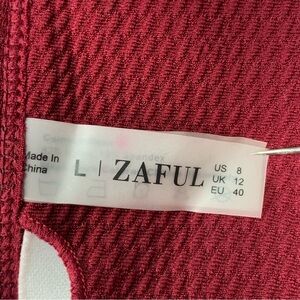 Made In
China
L | ZAFUL
US 8
UK 12
EU 40